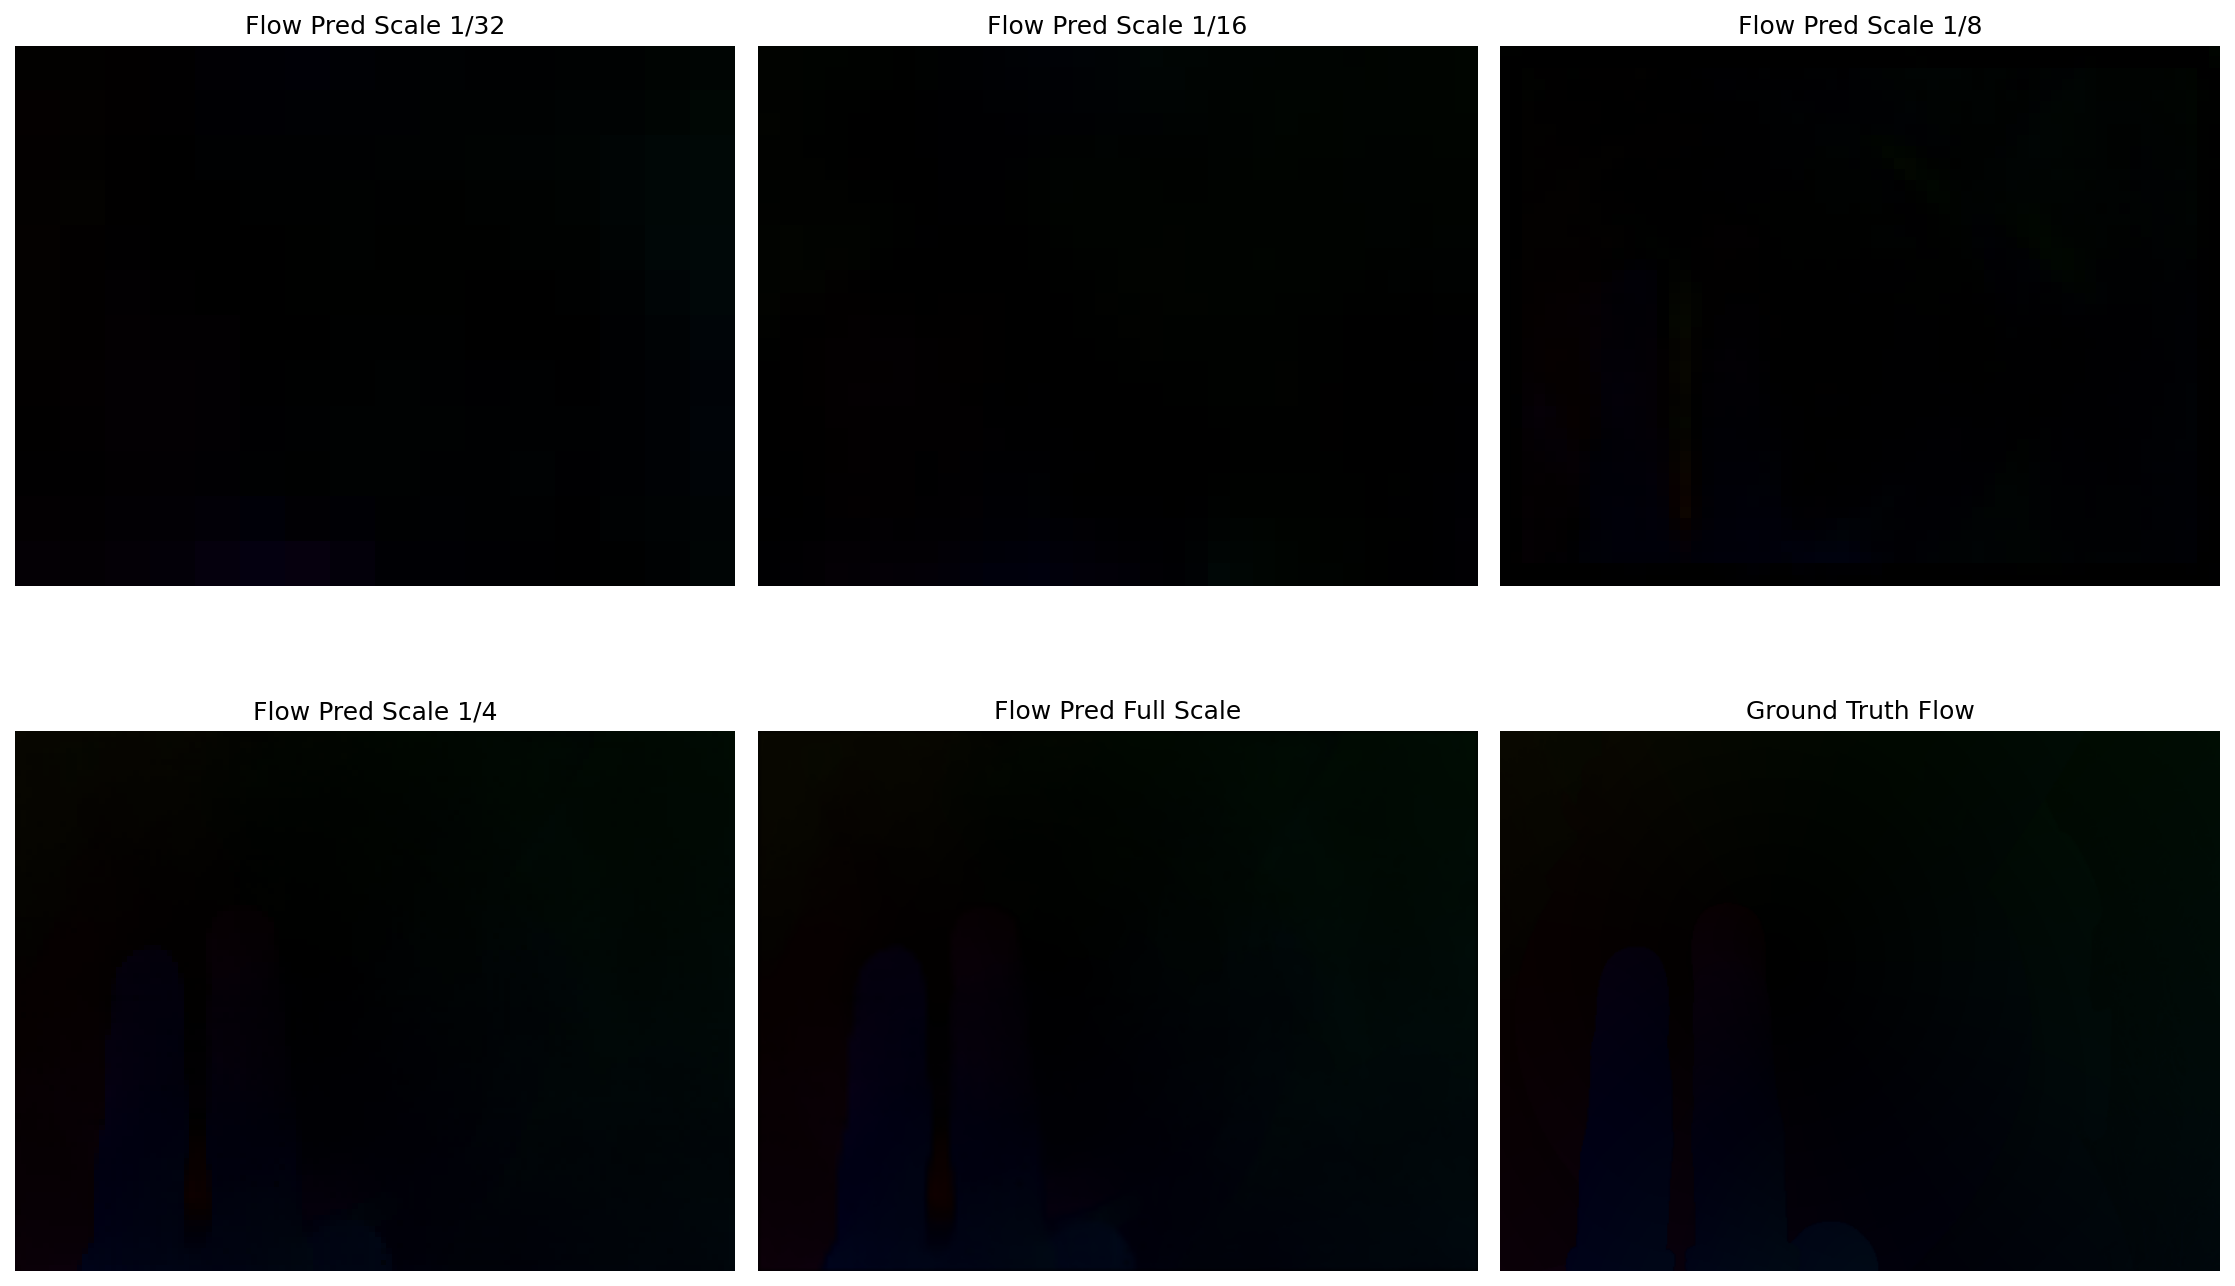 Flow Pred Scale 1/32
Flow Pred Scale 1/16
Flow Pred Scale 1/8
Flow Pred Scale 1/4
Flow Pred Full Scale
Ground Truth Flow